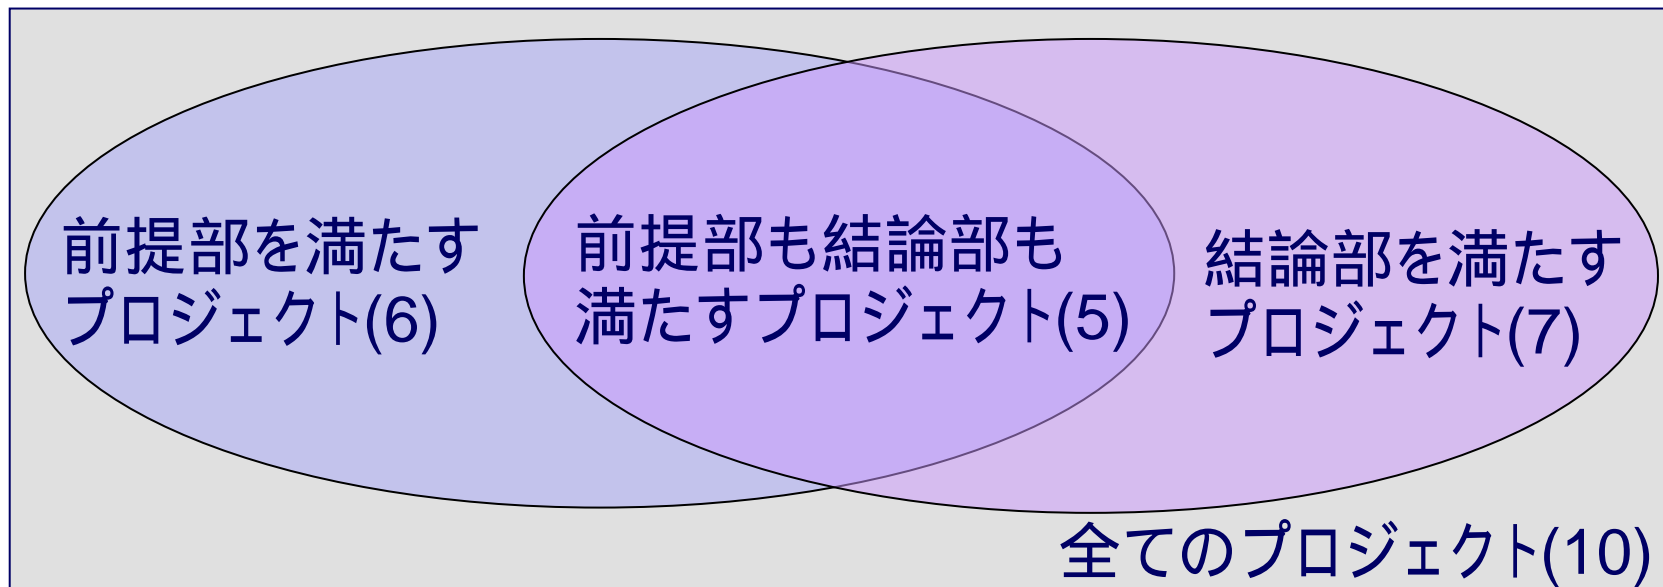 前提部を満たす
プロジェクト(6)
前提部も結論部も
満たすプロジェクト(5)
結論部を満たす
プロジェクト(7)
全てのプロジェクト(10)